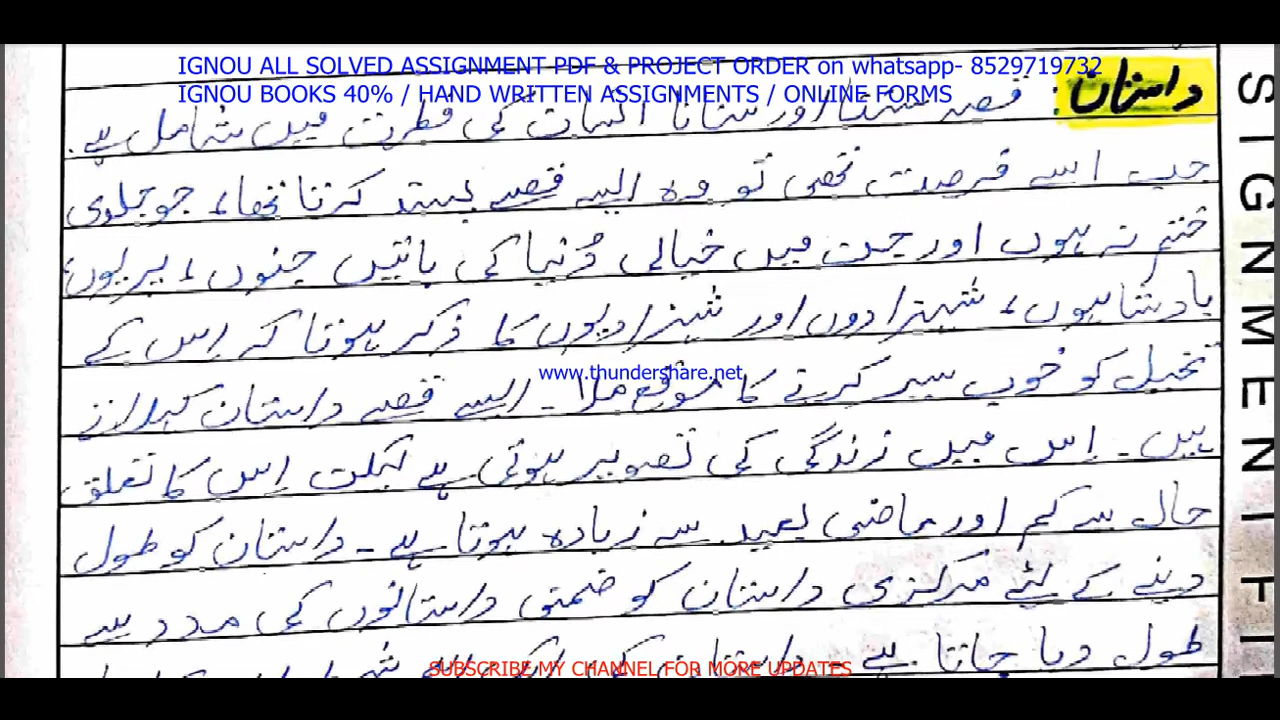 IGNOU ALL SOLVED ASSIGNMENT PDF & PROJECT ORDER on whatsapp- 8529719732
IGNOU BOOKS 40% / HAND WRITTEN ASSIGNMENTS / ONLINE FORMS
داستان: قصہ سننا اور سنانا انسان کی فطرت میں شامل ہے۔
جب اسے فرصت تھی تو وہ ایسے قصے پسند کرتا تھا، جو جلدی
ختم نہ ہوں اور جن میں خیالی دُنیا کی باتیں جنوں، پریوں،
بادشاہوں، شہزادوں اور شہزادیوں کا ذکر ہوتا کہ اِس کے
تخیل کو خوب سیر کرنے کا موقع ملا۔ ایسے قصے داستان کہلاتے
www.thundershare.net
ہیں۔ اِس میں زندگی کی تصویر ہوتی ہے لیکن اِس کا تعلق
حال سے کم اور ماضی بعید سے زیادہ ہوتا ہے۔ داستان کو طول
دینے کے لئے مرکزی داستان کو ضمنی داستانوں کی مدد سے
طول دیا جاتا ہے۔ داستان کی
SUBSCRIBE MY CHANNEL FOR MORE UPDATES
SIGNMENT FI